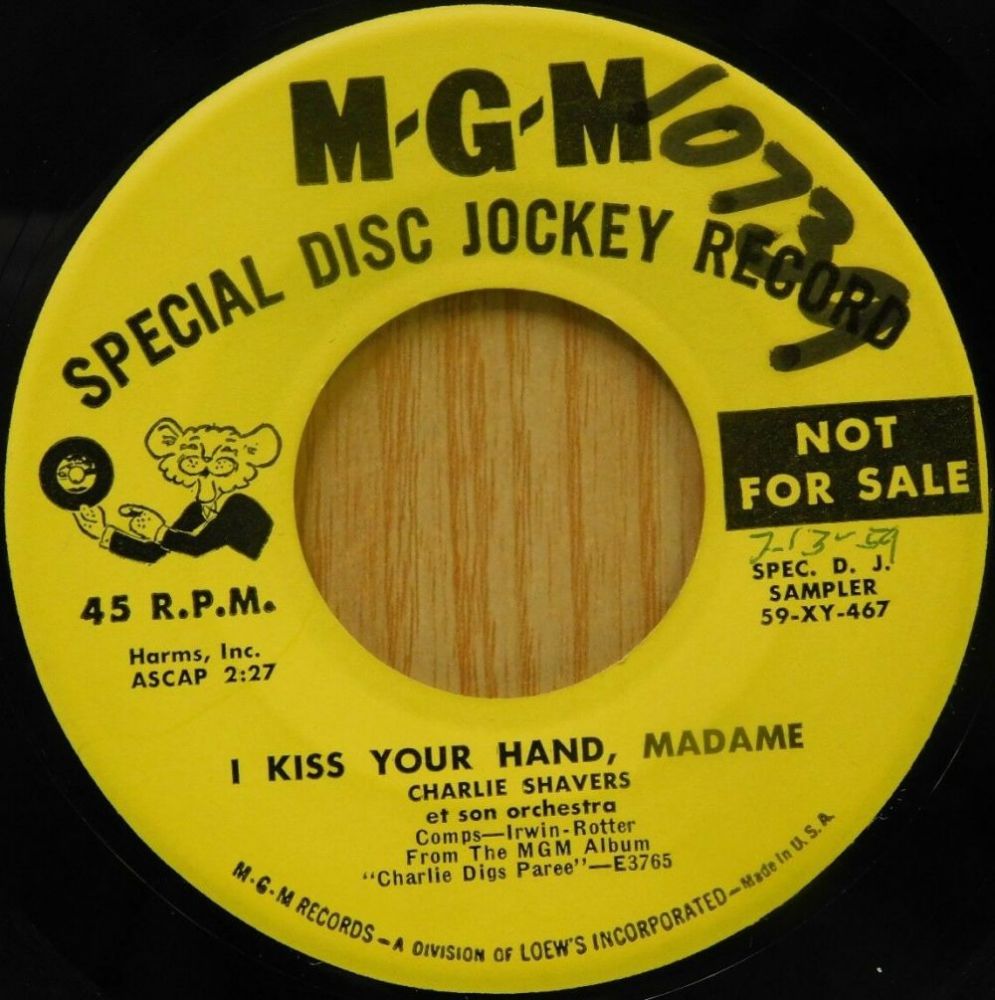 M-G-M
10739
SPECIAL DISC JOCKEY RECORD
NOT
FOR SALE
7-13-59
SPEC. D. J.
SAMPLER
59-XY-467
45 R.P.M.
Harms, Inc.
ASCAP 2:27
I KISS YOUR HAND, MADAME
CHARLIE SHAVERS
et son orchestra
Comps—Irwin-Rotter
From The MGM Album
“Charlie Digs Paree”—E3765
M-G-M RECORDS – A DIVISION OF LOEW'S INCORPORATED – Made In U. S. A.